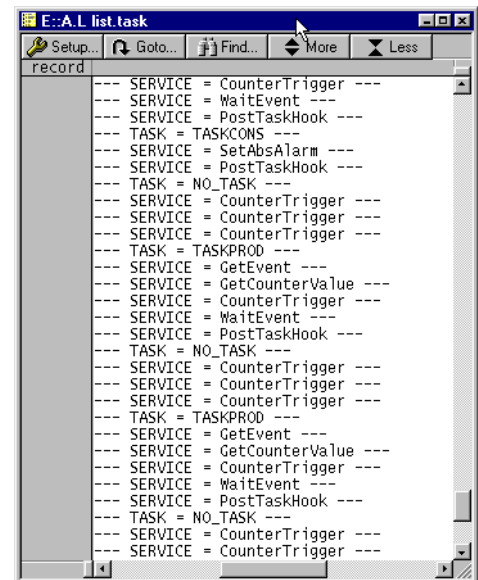 E::A.L list.task
Setup... Goto... Find... More Less
record
--- SERVICE = CounterTrigger ---
--- SERVICE = WaitEvent ---
--- SERVICE = PostTaskHook ---
--- TASK = TASKCONS ---
--- SERVICE = SetAbsAlarm ---
--- SERVICE = PostTaskHook ---
--- TASK = NO_TASK ---
--- SERVICE = CounterTrigger ---
--- SERVICE = CounterTrigger ---
--- SERVICE = CounterTrigger ---
--- TASK = TASKPROD ---
--- SERVICE = GetEvent ---
--- SERVICE = GetCounterValue ---
--- SERVICE = CounterTrigger ---
--- SERVICE = WaitEvent ---
--- SERVICE = PostTaskHook ---
--- TASK = NO_TASK ---
--- SERVICE = CounterTrigger ---
--- SERVICE = CounterTrigger ---
--- SERVICE = CounterTrigger ---
--- TASK = TASKPROD ---
--- SERVICE = GetEvent ---
--- SERVICE = GetCounterValue ---
--- SERVICE = CounterTrigger ---
--- SERVICE = WaitEvent ---
--- SERVICE = PostTaskHook ---
--- TASK = NO_TASK ---
--- SERVICE = CounterTrigger ---
--- SERVICE = CounterTrigger ---